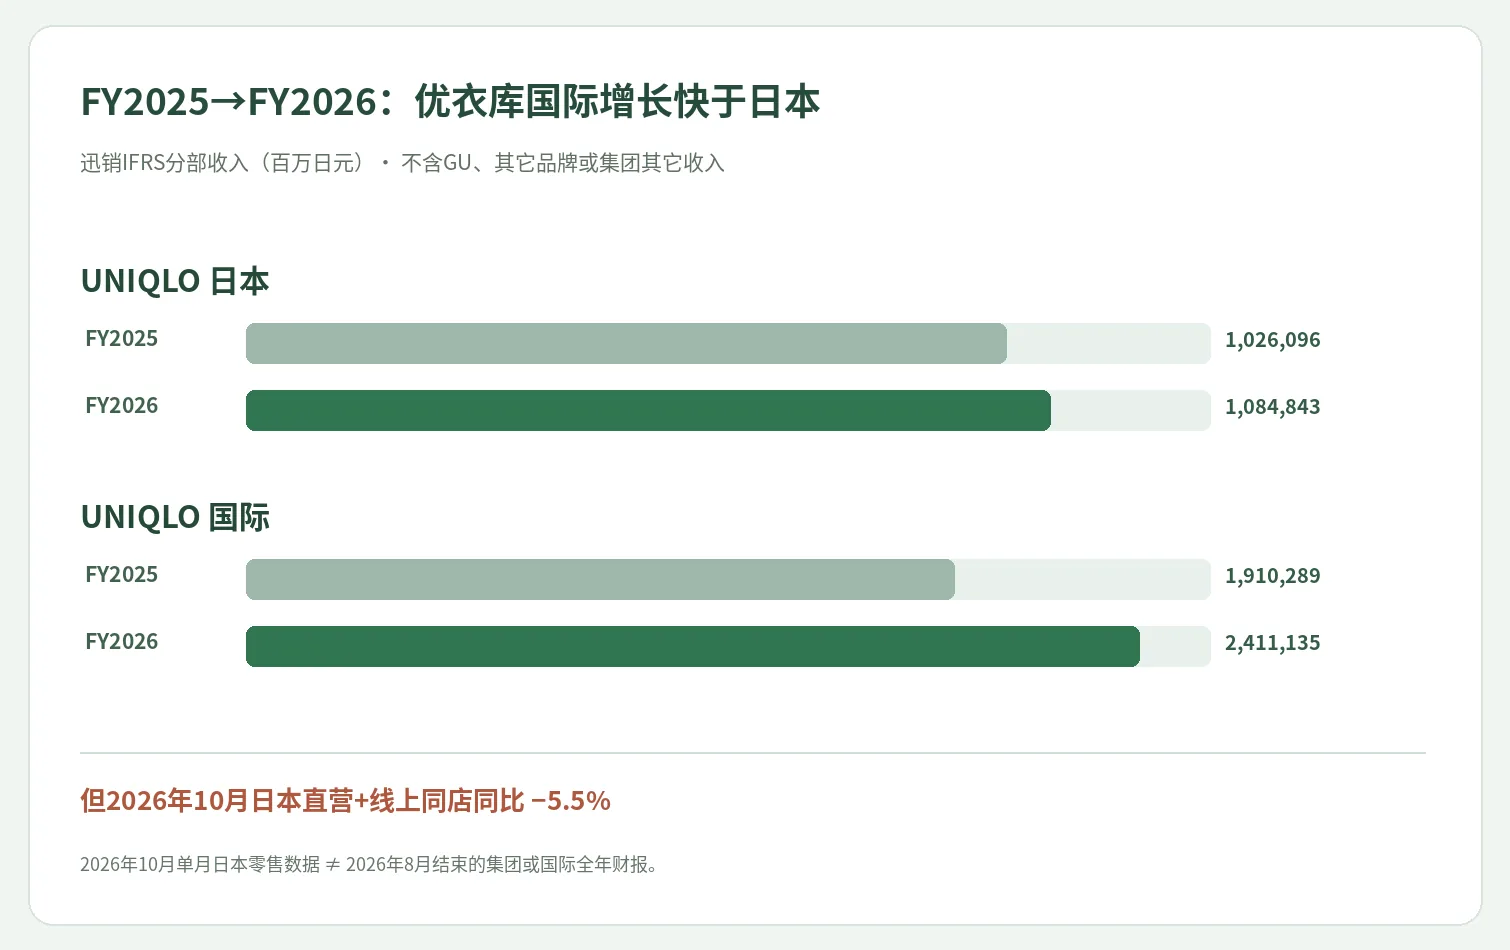 FY2025→FY2026：优衣库国际增长快于日本
迅销IFRS分部收入（百万日元）· 不含GU、其它品牌或集团其它收入
UNIQLO 日本
FY2025 1,026,096
FY2026 1,084,843
UNIQLO 国际
FY2025 1,910,289
FY2026 2,411,135
但2026年10月日本直营+线上同店同比 −5.5%
2026年10月单月日本零售数据 ≠ 2026年8月结束的集团或国际全年财报。